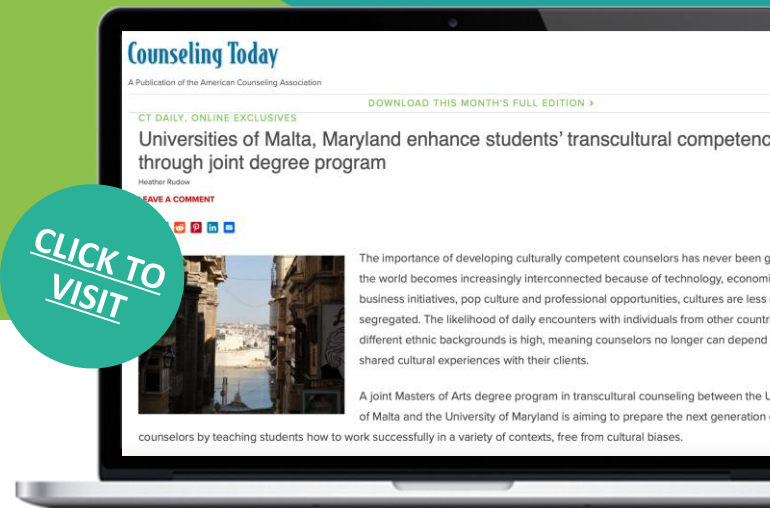 Counseling Today
A Publication of the American Counseling Association
DOWNLOAD THIS MONTH'S FULL EDITION >
CT DAILY, ONLINE EXCLUSIVES
Universities of Malta, Maryland enhance students' transcultural competenc
through joint degree program
Heather Rudow
LEAVE A COMMENT
CLICK TO
VISIT
The importance of developing culturally competent counselors has never been g
the world becomes increasingly interconnected because of technology, economi
business initiatives, pop culture and professional opportunities, cultures are less
segregated. The likelihood of daily encounters with individuals from other countr
different ethnic backgrounds is high, meaning counselors no longer can depend
shared cultural experiences with their clients.
A joint Masters of Arts degree program in transcultural counseling between the U
of Malta and the University of Maryland is aiming to prepare the next generation
counselors by teaching students how to work successfully in a variety of contexts, free from cultural biases.